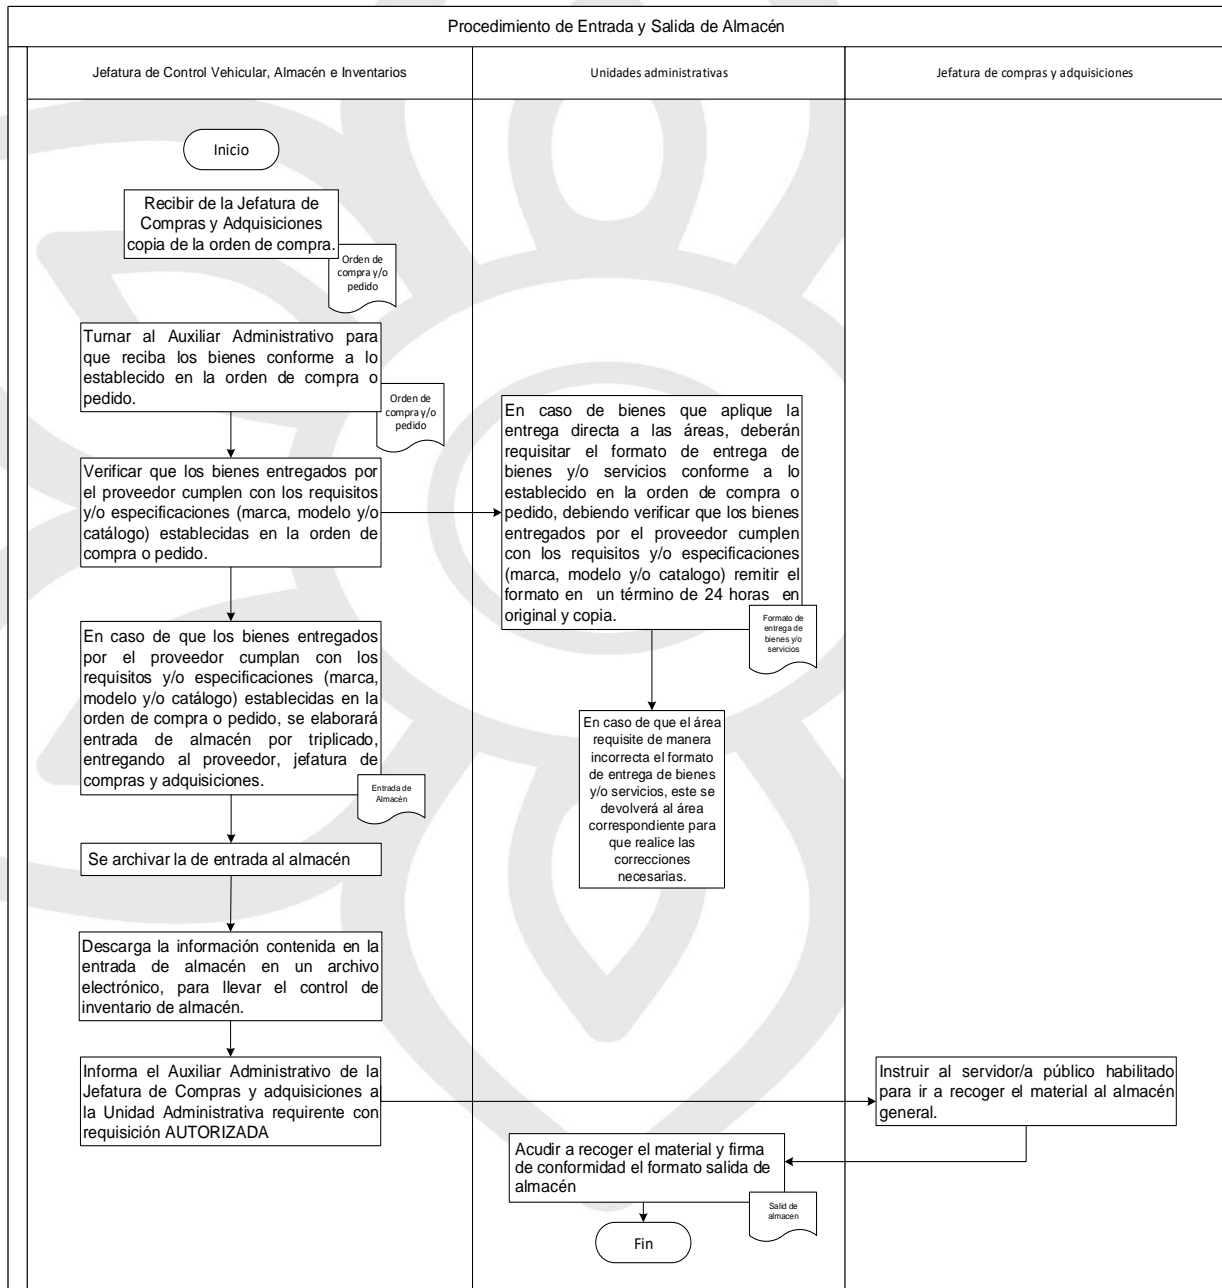 Procedimiento de Entrada y Salida de Almacén
Jefatura de Control Vehicular, Almacén e Inventarios
Unidades administrativas
Jefatura de compras y adquisiciones
Inicio
Recibir de la Jefatura de
Compras y Adquisiciones
copia de la orden de compra.
Orden de
compra y/o
pedido
Turnar al Auxiliar Administrativo para
que reciba los bienes conforme a lo
establecido en la orden de compra o
pedido.
Orden de
compra y/o
pedido
Verificar que los bienes entregados por
el proveedor cumplen con los requisitos
y/o especificaciones (marca, modelo y/o
catálogo) establecidas en la orden de
compra o pedido.
En caso de bienes que aplique la
entrega directa a las áreas, deberán
requisitar el formato de entrega de
bienes y/o servicios conforme a lo
establecido en la orden de compra o
pedido, debiendo verificar que los bienes
entregados por el proveedor cumplen
con los requisitos y/o especificaciones
(marca, modelo y/o catalogo) remitir el
formato en un término de 24 horas en
original y copia.
Formato de
entrega de
bienes y/o
servicios
En caso de que los bienes entregados
por el proveedor cumplan con los
requisitos y/o especificaciones (marca,
modelo y/o catálogo) establecidas en la
orden de compra o pedido, se elaborará
entrada de almacén por triplicado,
entregando al proveedor, jefatura de
compras y adquisiciones.
Entrada de
Almacén
En caso de que el área
requisite de manera
incorrecta el formato
de entrega de bienes
y/o servicios, este se
devolverá al área
correspondiente para
que realice las
correcciones
necesarias.
Se archivar la de entrada al almacén
Descarga la información contenida en la
entrada de almacén en un archivo
electrónico, para llevar el control de
inventario de almacén.
Informa el Auxiliar Administrativo de la
Jefatura de Compras y adquisiciones a
la Unidad Administrativa requirente con
requisición AUTORIZADA
Instruir al servidor/a público habilitado
para ir a recoger el material al almacén
general.
Acudir a recoger el material y firma
de conformidad el formato salida de
almacén
Salid de
almacen
Fin